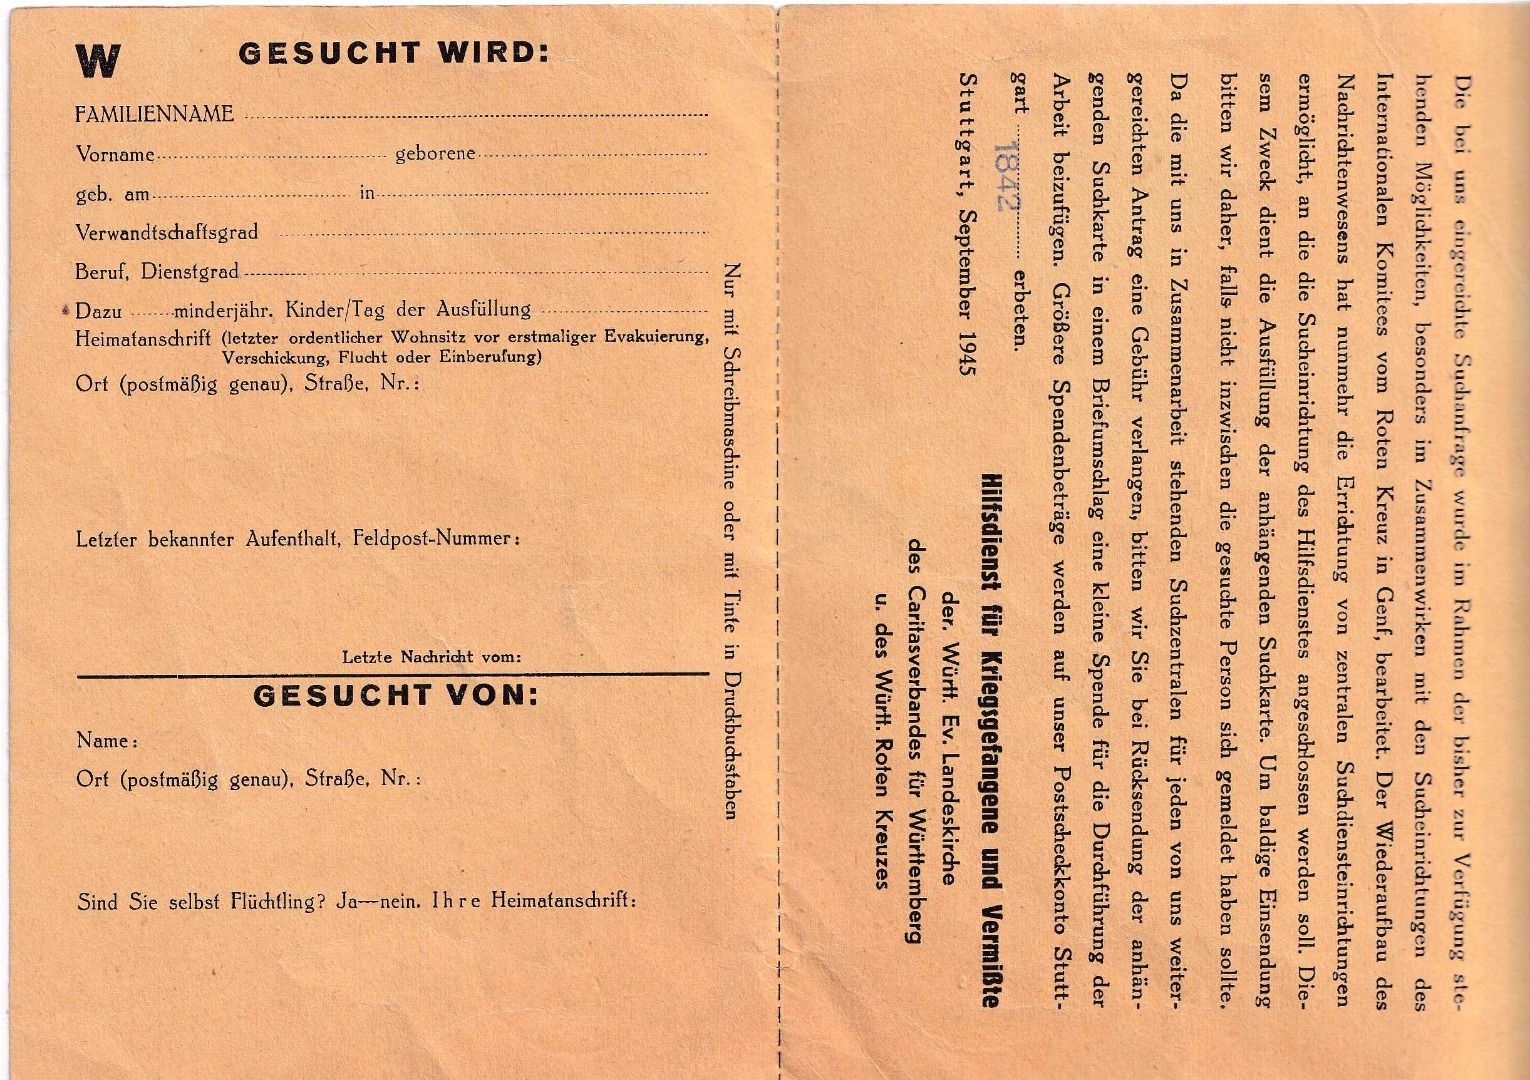 W GESUCHT WIRD:
FAMILIENNAME
Vorname geborene
geb. am in
Verwandtschaftsgrad
Beruf, Dienstgrad
Dazu minderjähr. Kinder/Tag der Ausfüllung
Heimatanschrift (letzter ordentlicher Wohnsitz vor erstmaliger Evakuierung,
Verschickung, Flucht oder Einberufung)
Ort (postmäßig genau), Straße, Nr.:
Letzter bekannter Aufenthalt, Feldpost-Nummer:
Letzte Nachricht vom:
GESUCHT VON:
Name:
Ort (postmäßig genau), Straße, Nr.:
Sind Sie selbst Flüchtling? Ja—nein. Ihre Heimatanschrift:
Nur mit Schreibmaschine oder mit Tinte in Druckbuchstaben
Die bei uns eingereichte Suchanfrage wurde im Rahmen der bisher zur Verfügung ste-
henden Möglichkeiten, besonders im Zusammenwirken mit den Sucheinrichtungen des
Internationalen Komitees vom Roten Kreuz in Genf, bearbeitet. Der Wiederaufbau des
Nachrichtenwesens hat nunmehr die Errichtung von zentralen Suchdiensteinrichtungen
ermöglicht, an die die Sucheinrichtung des Hilfsdienstes angeschlossen werden soll. Die-
sem Zweck dient die Ausfüllung der anhängenden Suchkarte. Um baldige Einsendung
bitten wir daher, falls nicht inzwischen die gesuchte Person sich gemeldet haben sollte.
Da die mit uns in Zusammenarbeit stehenden Suchzentralen für jeden von uns weiter-
gereichten Antrag eine Gebühr verlangen, bitten wir Sie bei Rücksendung der anhän-
genden Suchkarte in einem Briefumschlag eine kleine Spende für die Durchführung der
Arbeit beizufügen. Größere Spendenbeträge werden auf unser Postscheckkonto Stutt-
gart 1842 erbeten.
Stuttgart, September 1945
Hilfsdienst für Kriegsgefangene und Vermißte
der. Württ. Ev. Landeskirche
des Caritasverbandes für Württemberg
u. des Württ. Roten Kreuzes